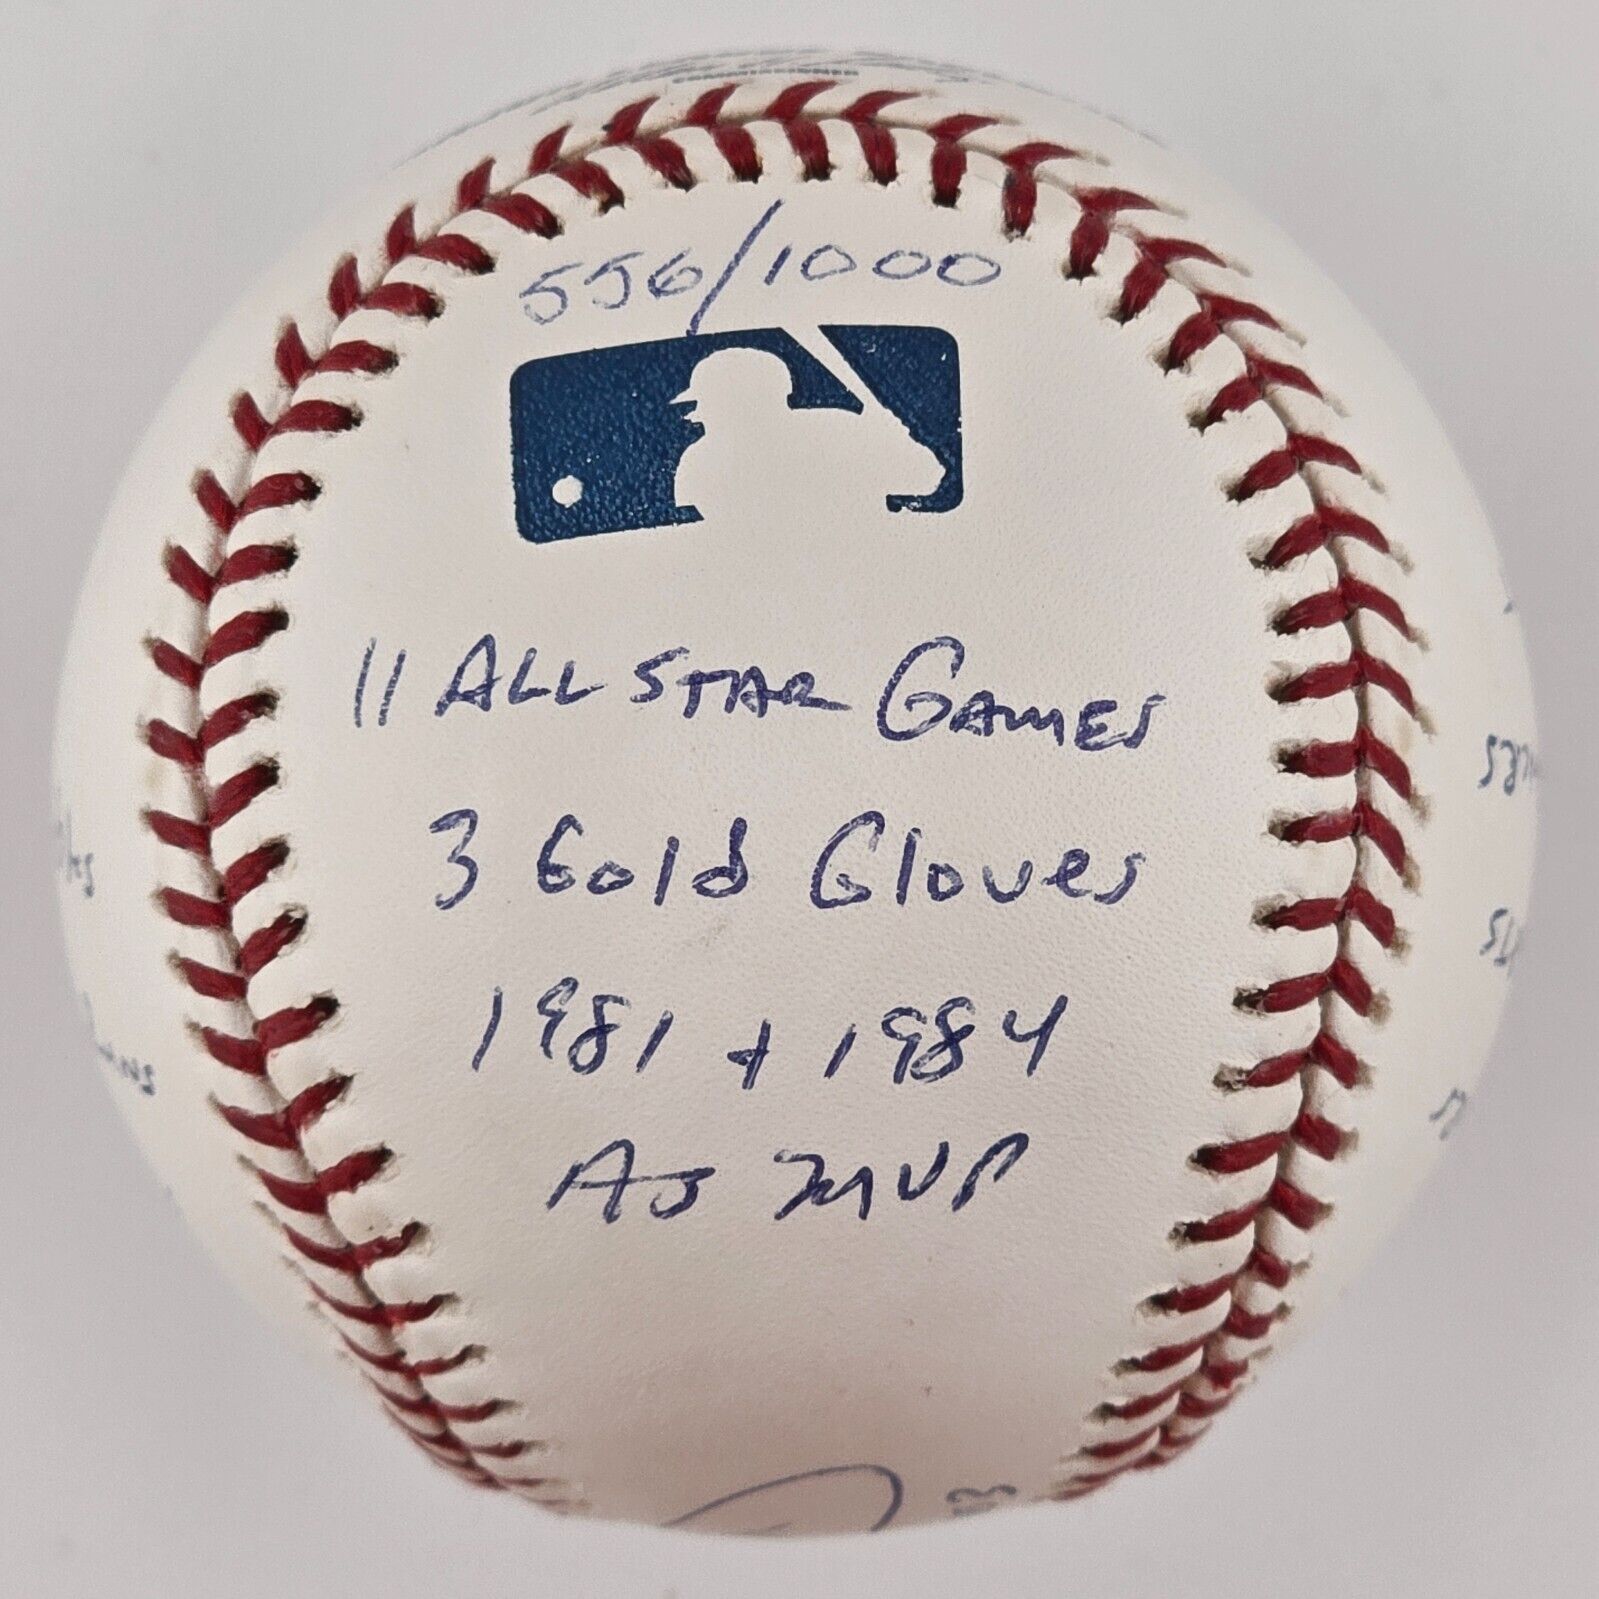 556/1000
11 ALL STAR GAMES
3 Gold Gloves
1981 + 1984
AS MVP